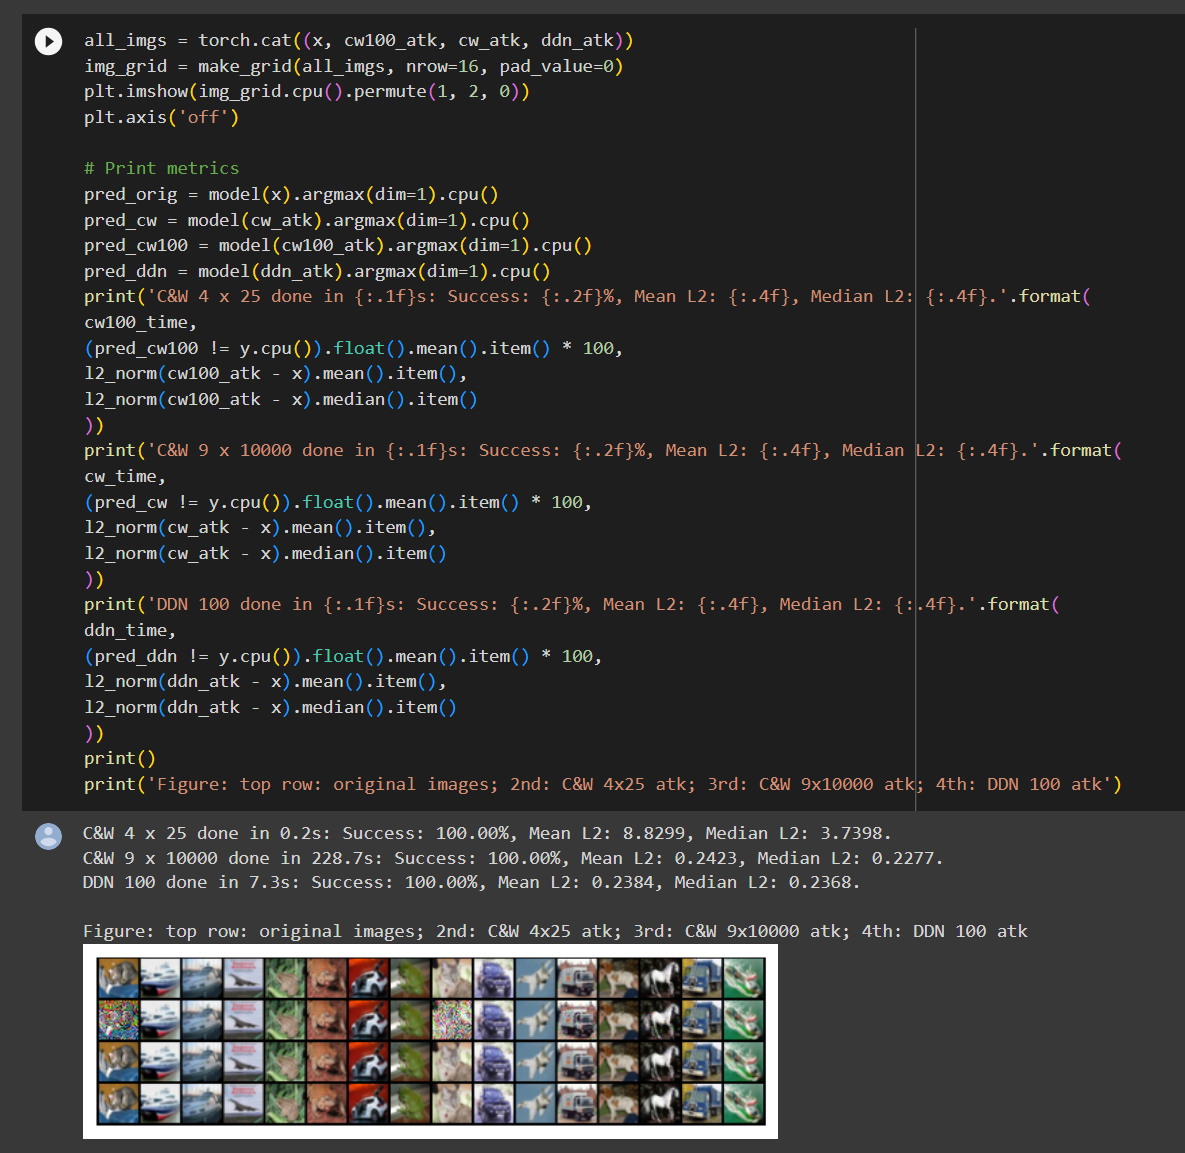 all_imgs = torch.cat((x, cw100_atk, cw_atk, ddn_atk))
img_grid = make_grid(all_imgs, nrow=16, pad_value=0)
plt.imshow(img_grid.cpu().permute(1, 2, 0))
plt.axis('off')
# Print metrics
pred_orig = model(x).argmax(dim=1).cpu()
pred_cw = model(cw_atk).argmax(dim=1).cpu()
pred_cw100 = model(cw100_atk).argmax(dim=1).cpu()
pred_ddn = model(ddn_atk).argmax(dim=1).cpu()
print('C&W 4 x 25 done in {:.1f}s: Success: {:.2f}%, Mean L2: {:.4f}, Median L2: {:.4f}.'.format(
cw100_time,
(pred_cw100 != y.cpu()).float().mean().item() * 100,
l2_norm(cw100_atk - x).mean().item(),
l2_norm(cw100_atk - x).median().item()
))
print('C&W 9 x 10000 done in {:.1f}s: Success: {:.2f}%, Mean L2: {:.4f}, Median L2: {:.4f}.'.format(
cw_time,
(pred_cw != y.cpu()).float().mean().item() * 100,
l2_norm(cw_atk - x).mean().item(),
l2_norm(cw_atk - x).median().item()
))
print('DDN 100 done in {:.1f}s: Success: {:.2f}%, Mean L2: {:.4f}, Median L2: {:.4f}.'.format(
ddn_time,
(pred_ddn != y.cpu()).float().mean().item() * 100,
l2_norm(ddn_atk - x).mean().item(),
l2_norm(ddn_atk - x).median().item()
))
print()
print('Figure: top row: original images; 2nd: C&W 4x25 atk; 3rd: C&W 9x10000 atk; 4th: DDN 100 atk')
C&W 4 x 25 done in 0.2s: Success: 100.00%, Mean L2: 8.8299, Median L2: 3.7398.
C&W 9 x 10000 done in 228.7s: Success: 100.00%, Mean L2: 0.2423, Median L2: 0.2277.
DDN 100 done in 7.3s: Success: 100.00%, Mean L2: 0.2384, Median L2: 0.2368.
Figure: top row: original images; 2nd: C&W 4x25 atk; 3rd: C&W 9x10000 atk; 4th: DDN 100 atk